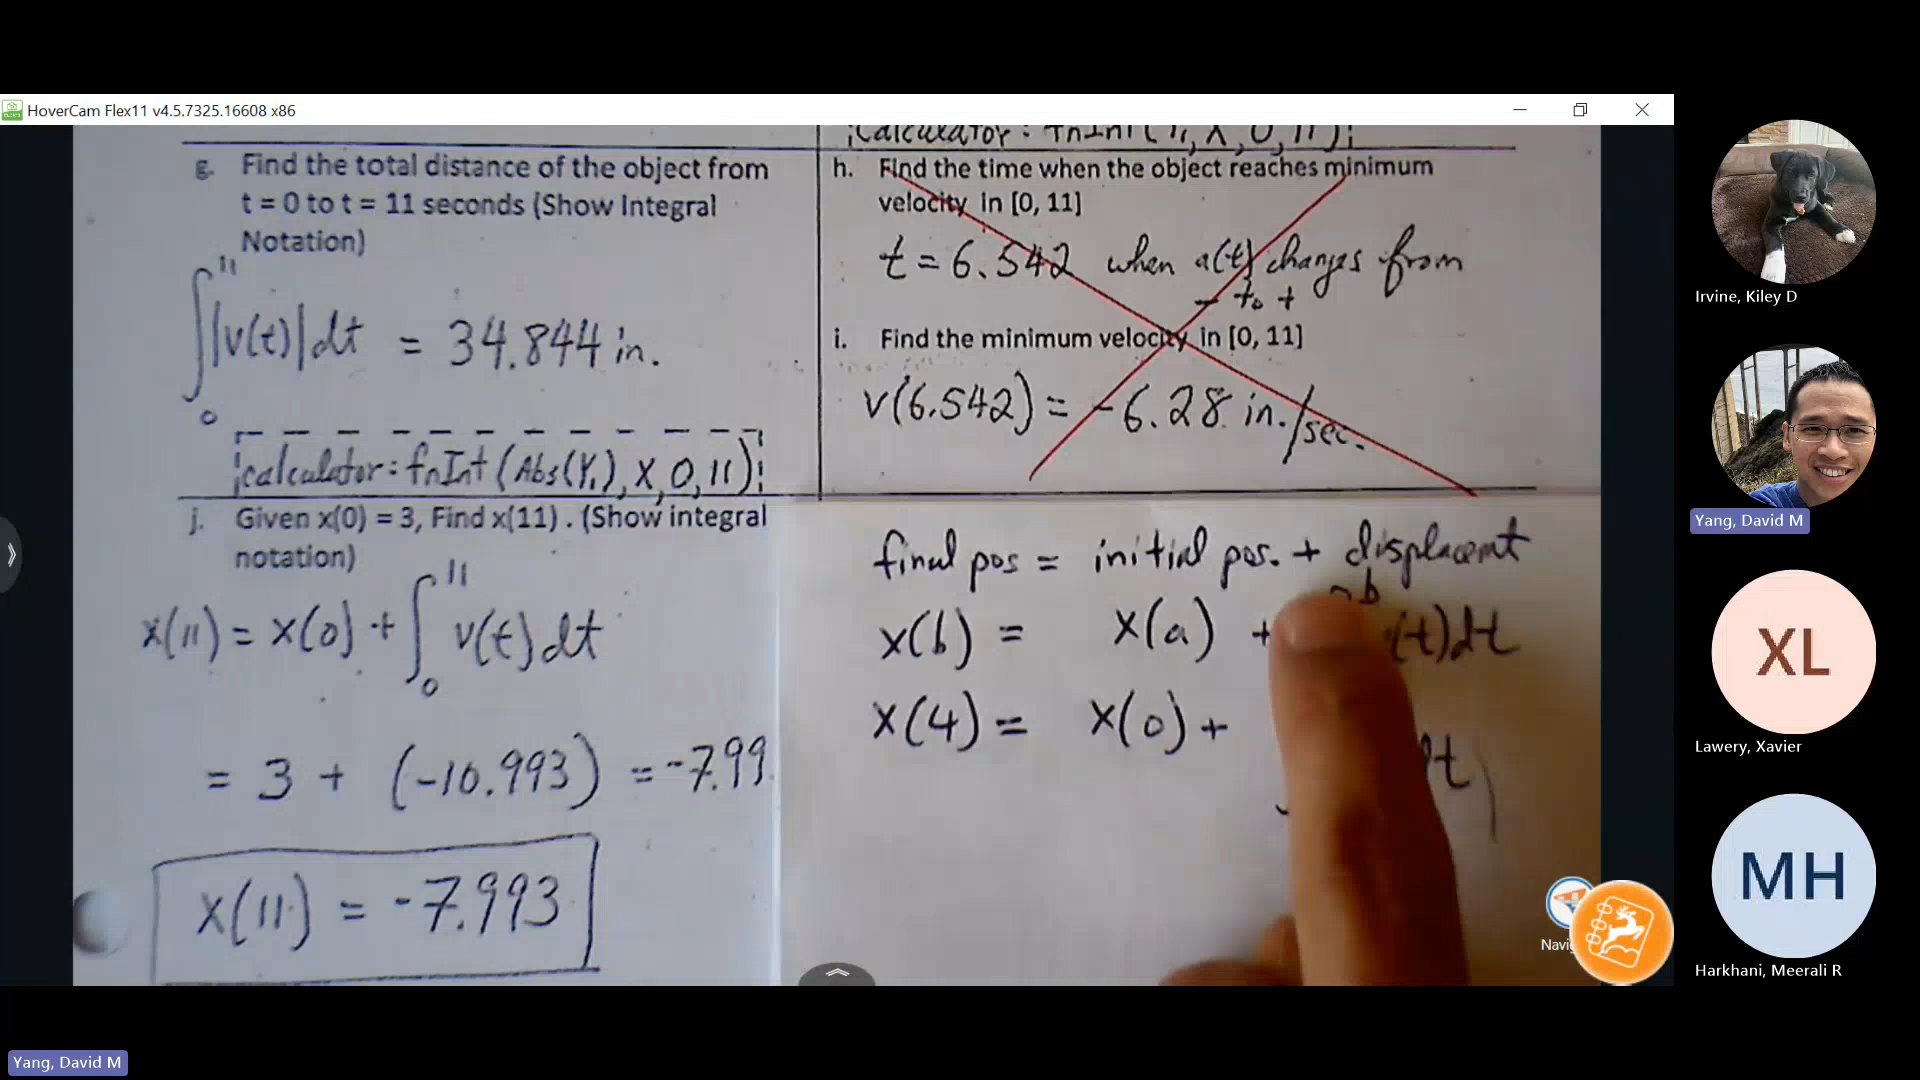 HoverCam Flex11 v4.5.7325.16608 x86
calculator: fnInt(Y₁, X, 0, 11)
g. Find the total distance of the object from
t = 0 to t = 11 seconds (Show Integral
Notation)
∫₀¹¹ |v(t)| dt = 34.844 in.
calculator: fnInt (Abs(Y₁), X, 0, 11)
h. Find the time when the object reaches minimum
velocity in [0, 11]
t = 6.542 when a(t) changes from
- to +
i. Find the minimum velocity in [0, 11]
v(6.542) = -6.28 in./sec.
j. Given x(0) = 3, Find x(11) . (Show integral
notation)
x(11) = x(0) + ∫₀¹¹ v(t) dt
= 3 + (-10.993) = -7.99
x(11) = -7.993
final pos = initial pos. + displacemt
x(b) = x(a) + b (t)dt
x(4) = x(0) + t)
Navi
Irvine, Kiley D
Yang, David M
XL
Lawery, Xavier
MH
Harkhani, Meerali R
Yang, David M